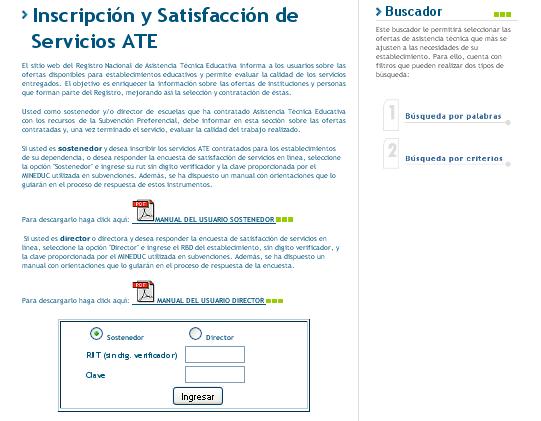 Inscripción y Satisfacción de
Servicios ATE
El sitio web del Registro Nacional de Asistencia Técnica Educativa informa a los usuarios sobre las
ofertas disponibles para establecimientos educativos y permite evaluar la calidad de los servicios
entregados. El objetivo es enriquecer la información sobre las ofertas de instituciones y personas
que forman parte del Registro, mejorando así la selección y contratación de éstas.
Usted como sostenedor y/o director de escuelas que ha contratado Asistencia Técnica Educativa
con los recursos de la Subvención Preferencial, debe informar en esta sección sobre las ofertas
contratadas y, una vez terminado el servicio, evaluar la calidad del trabajo realizado.
Si usted es sostenedor y desea inscribir los servicios ATE contratados para los establecimientos
de su dependencia, o desea responder la encuesta de satisfacción de servicios en línea, seleccione
la opción "Sostenedor" e ingrese su rut sin dígito verificador y la clave proporcionada por el
MINEDUC utilizada en subvenciones. Además, se ha dispuesto un manual con orientaciones que lo
guiarán en el proceso de respuesta de estos instrumentos.
Para descargarlo haga click aquí: MANUAL DEL USUARIO SOSTENEDOR
Si usted es director o directora y desea responder la encuesta de satisfacción de servicios en
línea, seleccione la opción "Director" e ingrese el RBD del establecimiento, sin dígito verificador, y
la clave proporcionada por el MINEDUC utilizada en subvenciones. Además, se ha dispuesto un
manual con orientaciones que lo guiarán en el proceso de respuesta de la encuesta.
Para descargarlo haga click aquí: MANUAL DEL USUARIO DIRECTOR
Sostenedor Director
RUT (sin dig. verificador)
Clave
Ingresar
Buscador
Este buscador le permitirá seleccionar las
ofertas de asistencia técnica que más se
ajusten a las necesidades de su
establecimiento. Para ello, cuenta con
filtros que pueden realizar dos tipos de
búsqueda:
1 Búsqueda por palabras
2 Búsqueda por criterios